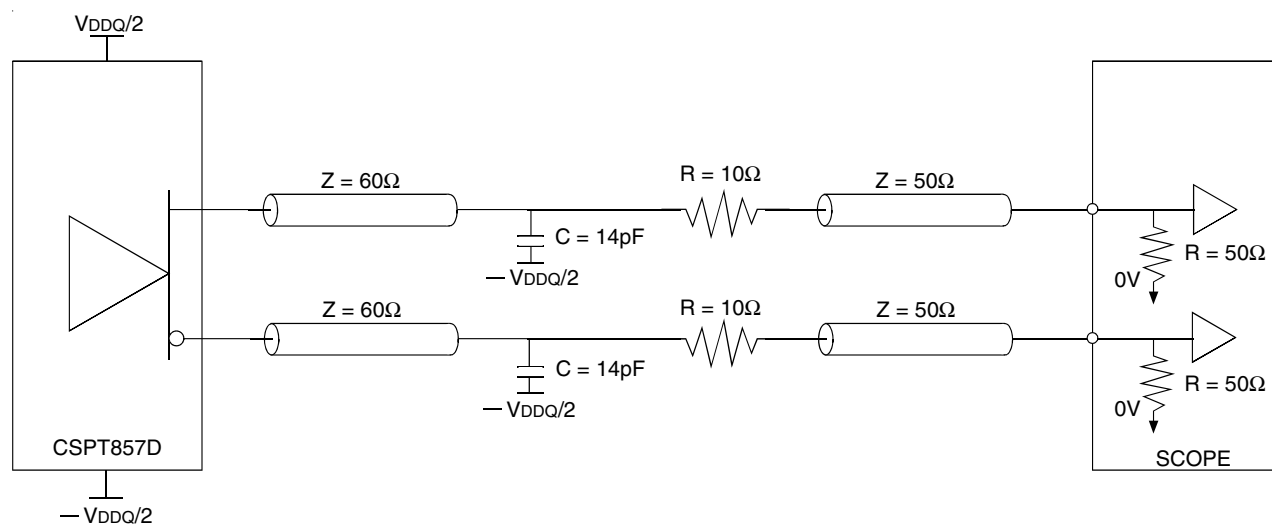 VDDQ/2
Z = 60Ω
R = 10Ω
Z = 50Ω
C = 14pF
— VDDQ/2
R = 50Ω
0V
Z = 60Ω
R = 10Ω
Z = 50Ω
C = 14pF
— VDDQ/2
R = 50Ω
0V
CSPT857D
SCOPE
— VDDQ/2